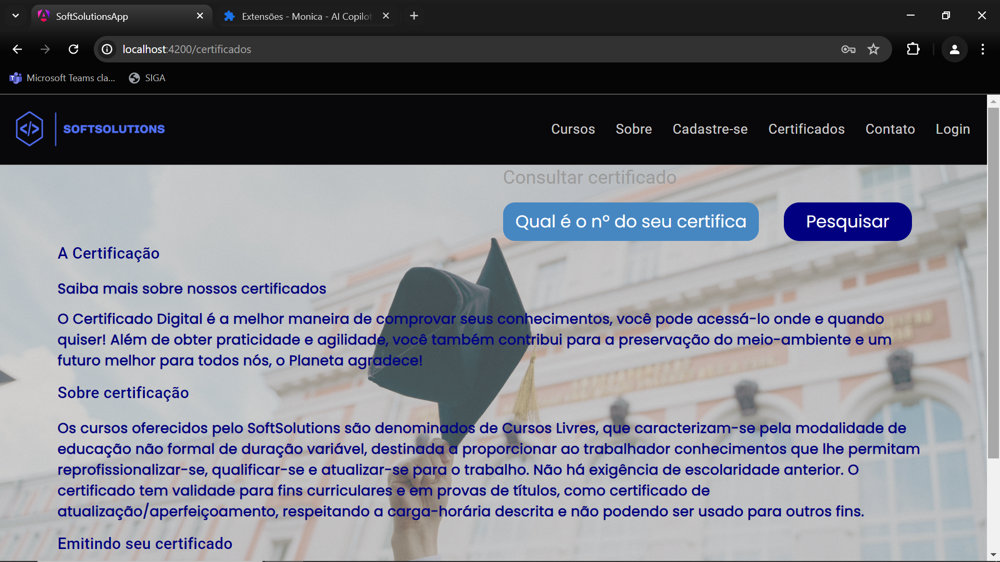 SoftSolutionsApp
Extensões - Monica - AI Copilot
localhost:4200/certificados
Microsoft Teams cla...
SIGA
SOFTSOLUTIONS
Cursos
Sobre
Cadastre-se
Certificados
Contato
Login
Consultar certificado
Qual é o nº do seu certifica
Pesquisar
A Certificação
Saiba mais sobre nossos certificados
O Certificado Digital é a melhor maneira de comprovar seus conhecimentos, você pode acessá-lo onde e quando
quiser! Além de obter praticidade e agilidade, você também contribui para a preservação do meio-ambiente e um
futuro melhor para todos nós, o Planeta agradece!
Sobre certificação
Os cursos oferecidos pelo SoftSolutions são denominados de Cursos Livres, que caracterizam-se pela modalidade de
educação não formal de duração variável, destinada a proporcionar ao trabalhador conhecimentos que lhe permitam
reprofissionalizar-se, qualificar-se e atualizar-se para o trabalho. Não há exigência de escolaridade anterior. O
certificado tem validade para fins curriculares e em provas de títulos, como certificado de
atualização/aperfeiçoamento, respeitando a carga-horária descrita e não podendo ser usado para outros fins.
Emitindo seu certificado